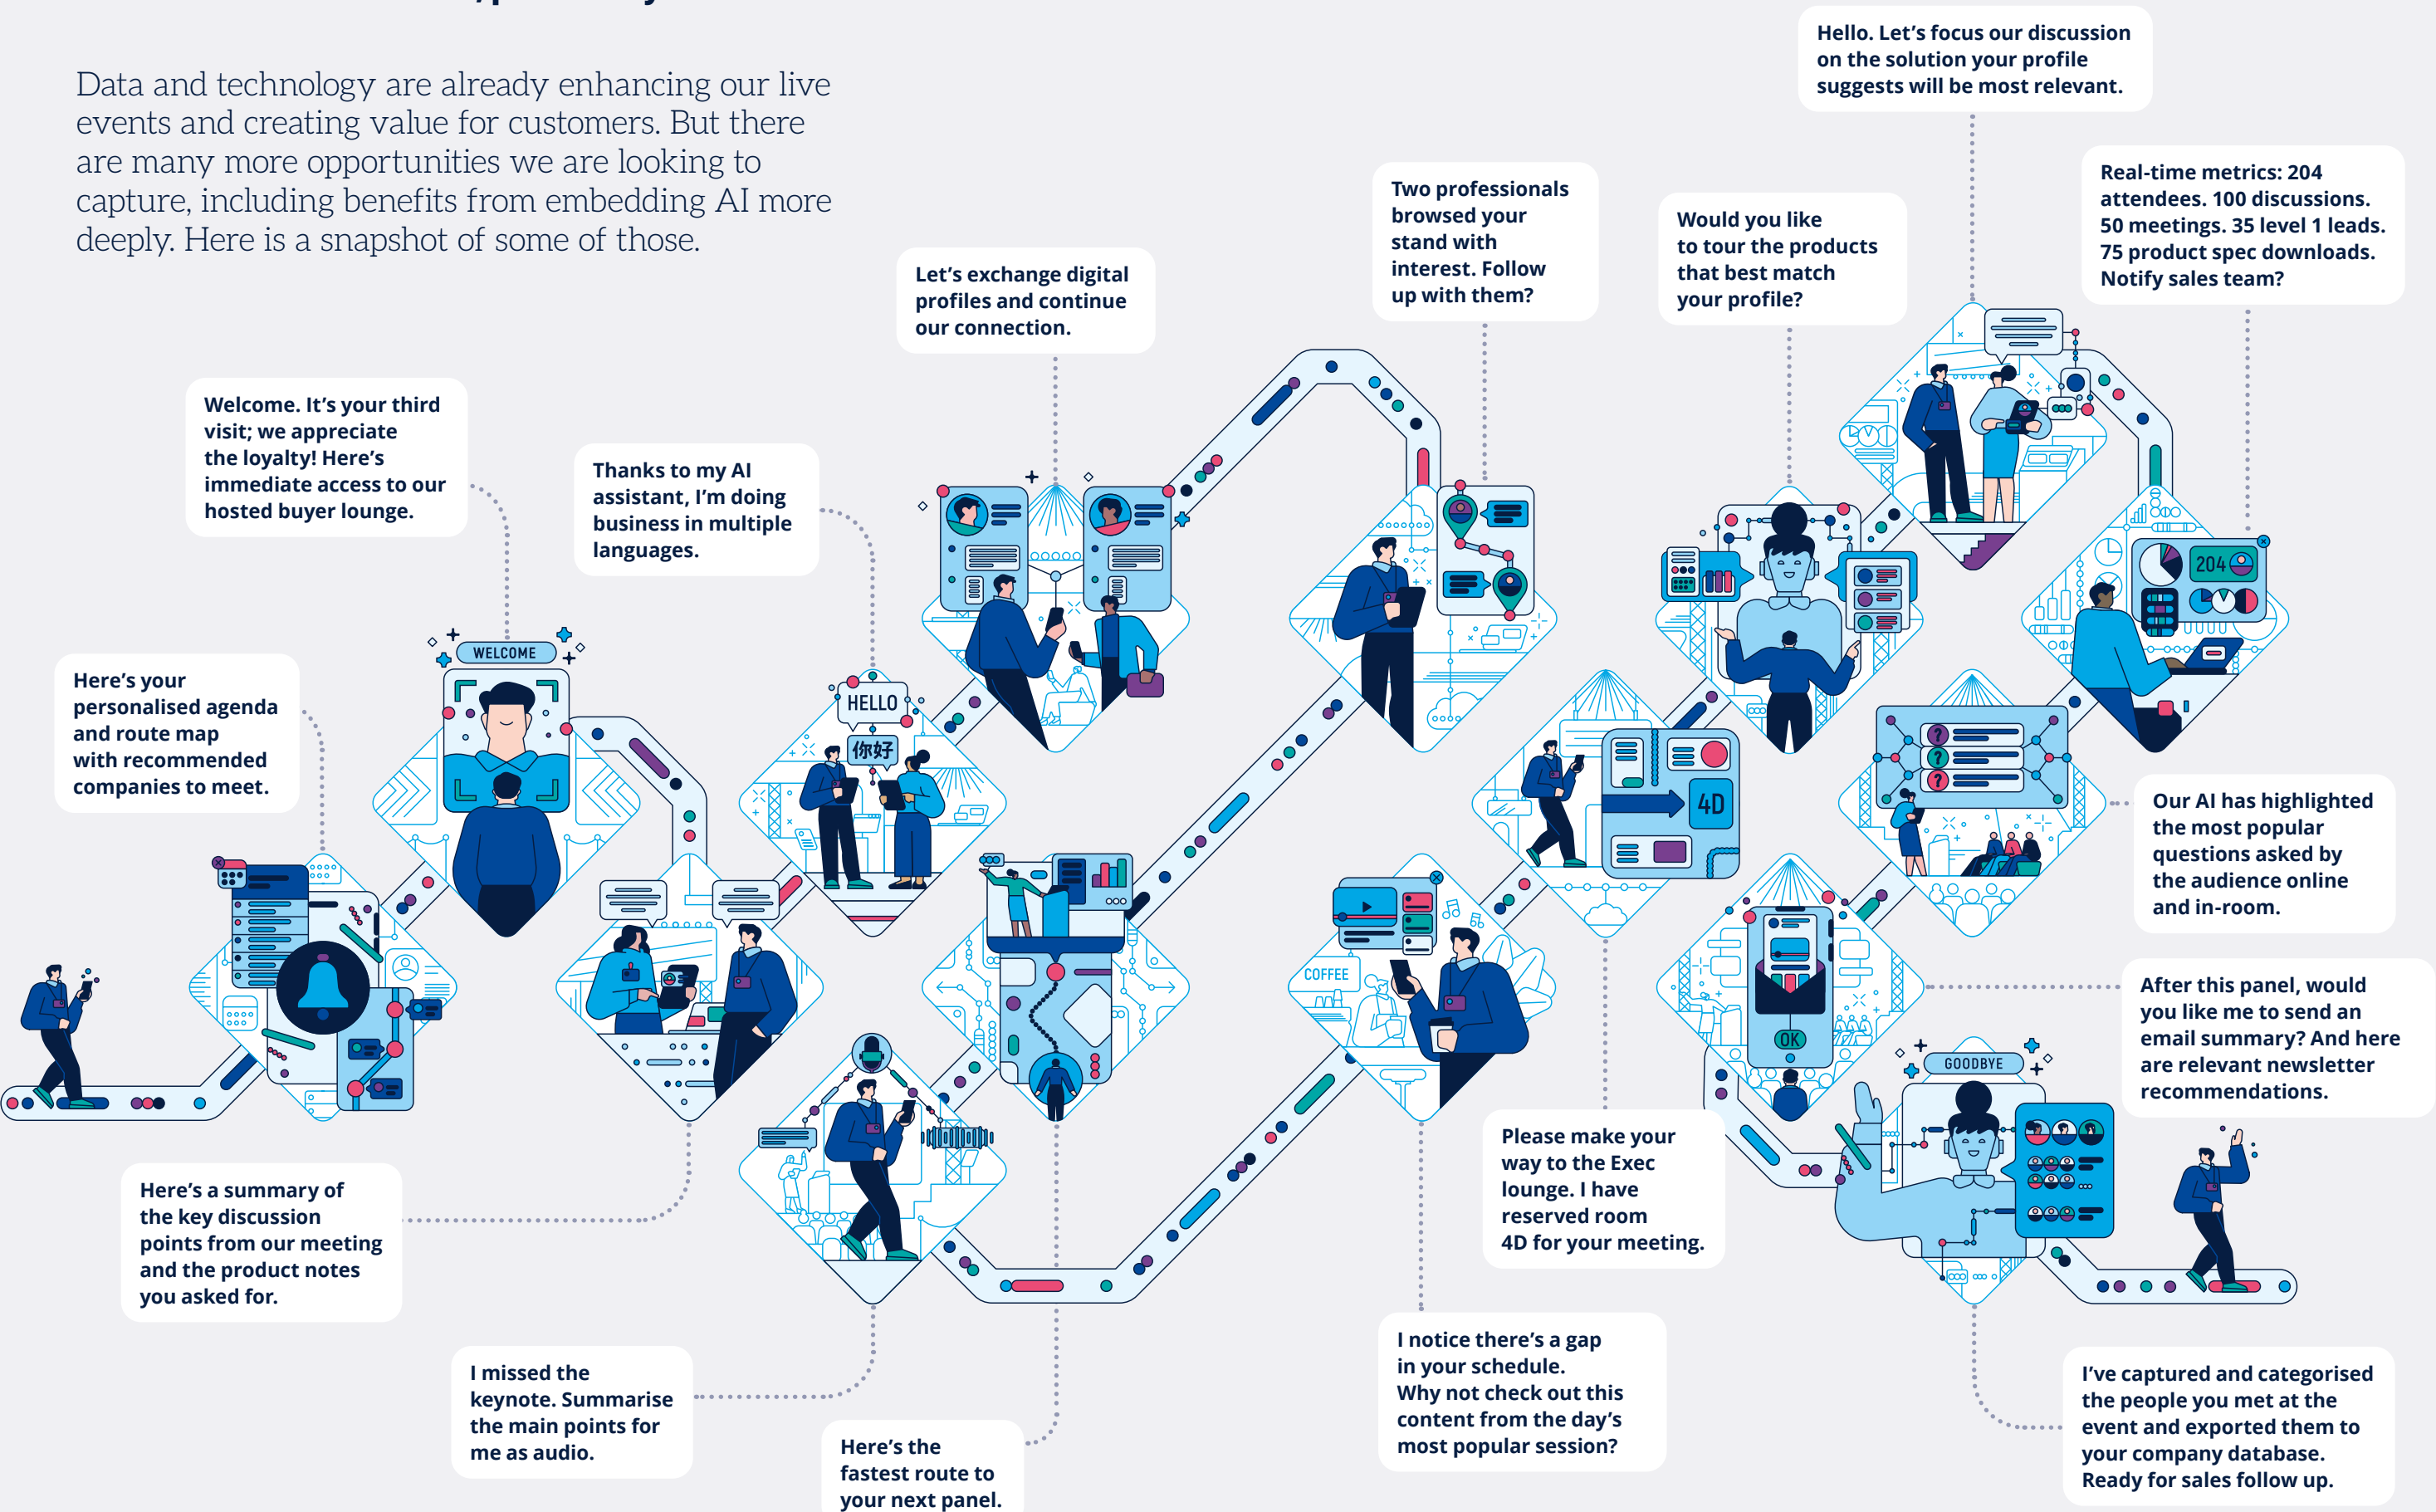 Data and technology are already enhancing our live
events and creating value for customers. But there
are many more opportunities we are looking to
capture, including benefits from embedding AI more
deeply. Here is a snapshot of some of those.
Here's your
personalised agenda
and route map
with recommended
companies to meet.
Welcome. It's your third
visit; we appreciate
the loyalty! Here's
immediate access to our
hosted buyer lounge.
WELCOME
Here's a summary of
the key discussion
points from our meeting
and the product notes
you asked for.
Thanks to my AI
assistant, I'm doing
business in multiple
languages.
HELLO
你好
Let's exchange digital
profiles and continue
our connection.
Two professionals
browsed your
stand with
interest. Follow
up with them?
Here's the
fastest route to
your next panel.
I missed the
keynote. Summarise
the main points for
me as audio.
I notice there's a gap
in your schedule.
Why not check out this
content from the day's
most popular session?
COFFEE
Please make your
way to the Exec
lounge. I have
reserved room
4D for your meeting.
4D
Would you like
to tour the products
that best match
your profile?
Hello. Let's focus our discussion
on the solution your profile
suggests will be most relevant.
Real-time metrics: 204
attendees. 100 discussions.
50 meetings. 35 level 1 leads.
75 product spec downloads.
Notify sales team?
204
?
?
?
Our AI has highlighted
the most popular
questions asked by
the audience online
and in-room.
After this panel, would
you like me to send an
email summary? And here
are relevant newsletter
recommendations.
OK
GOODBYE
I've captured and categorised
the people you met at the
event and exported them to
your company database.
Ready for sales follow up.